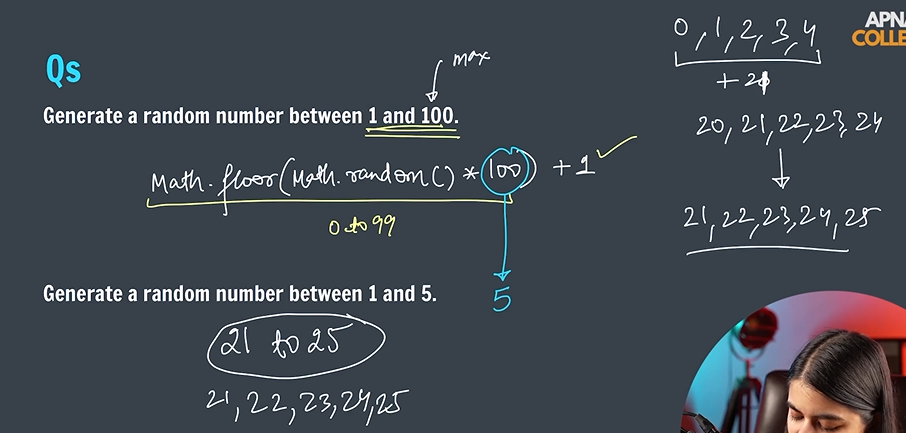 APNA
COLLE
Qs
max
Generate a random number between 1 and 100.
Math.floor(Math.random() * 100) + 1
0 to 99
5
Generate a random number between 1 and 5.
21 to 25
21, 22, 23, 24, 25
0, 1, 2, 3, 4
20, 21, 22, 23, 24
21, 22, 23, 24, 25